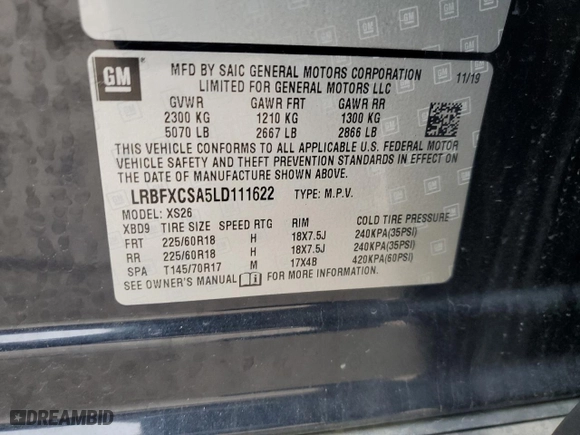 GM
MFD BY SAIC GENERAL MOTORS CORPORATION 11/19
LIMITED FOR GENERAL MOTORS LLC
GVWR GAWR FRT GAWR RR
2300 KG 1210 KG 1300 KG
5070 LB 2667 LB 2866 LB
THIS VEHICLE CONFORMS TO ALL APPLICABLE U.S. FEDERAL MOTOR
VEHICLE SAFETY AND THEFT PREVENTION STANDARDS IN EFFECT ON
THE DATE OF MANUFACTURE SHOWN ABOVE.
LRBFXCSA5LD111622 TYPE: M.P.V.
MODEL: XS26
XBD9 TIRE SIZE SPEED RTG RIM COLD TIRE PRESSURE
FRT 225/60R18 H 18X7.5J 240KPA(35PSI)
RR 225/60R18 H 18X7.5J 240KPA(35PSI)
SPA T145/70R17 M 17X4B 420KPA(60PSI)
SEE OWNER'S MANUAL FOR MORE INFORMATION
DREAMBID